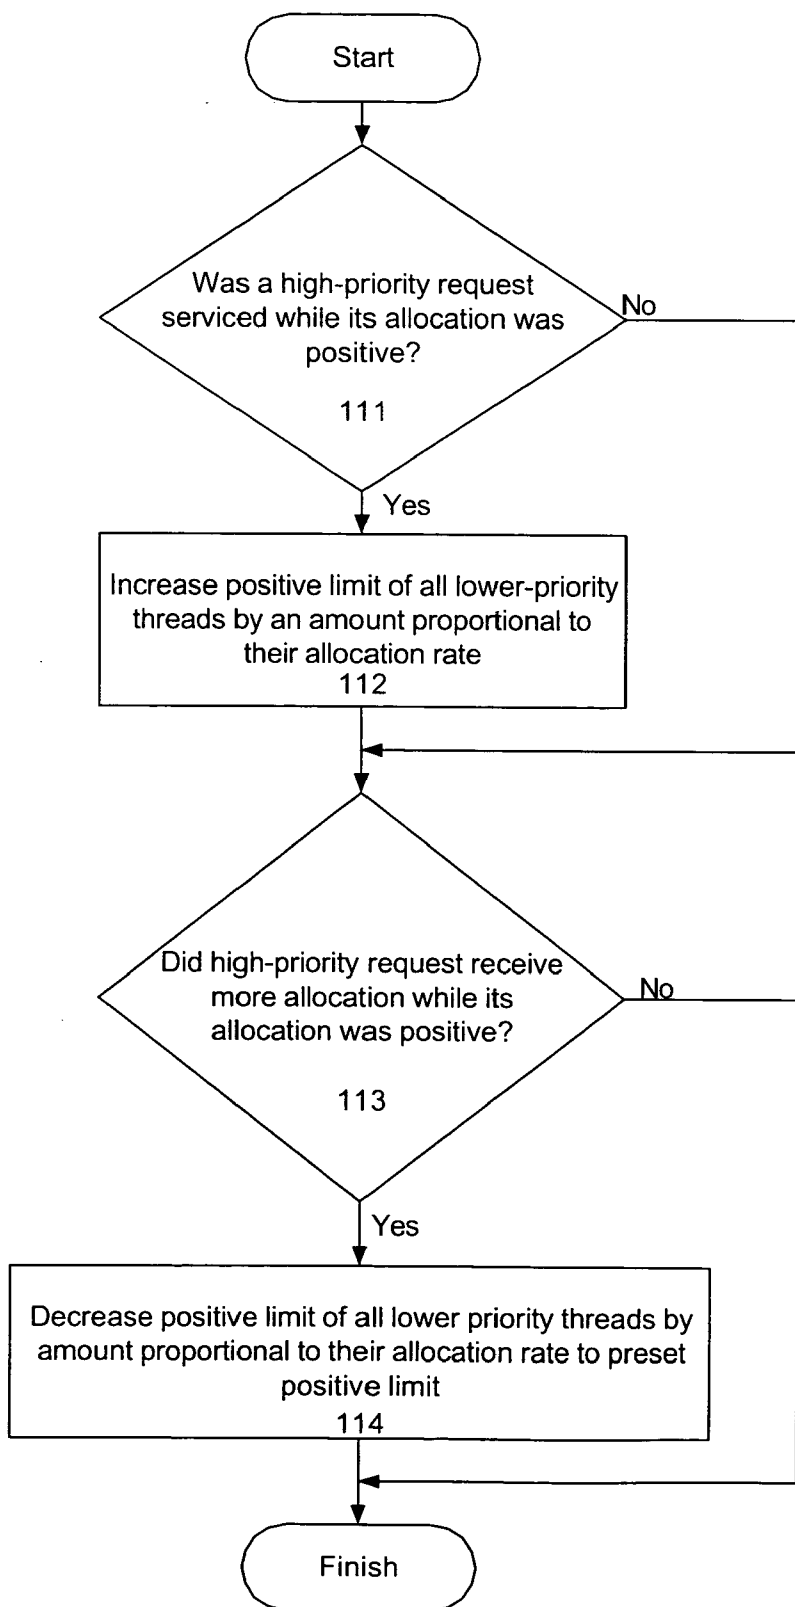 Start
Was a high-priority request
serviced while its allocation was
positive?
111
No
Yes
Increase positive limit of all lower-priority
threads by an amount proportional to
their allocation rate
112
Did high-priority request receive
more allocation while its
allocation was positive?
113
No
Yes
Decrease positive limit of all lower priority threads by
amount proportional to their allocation rate to preset
positive limit
114
Finish